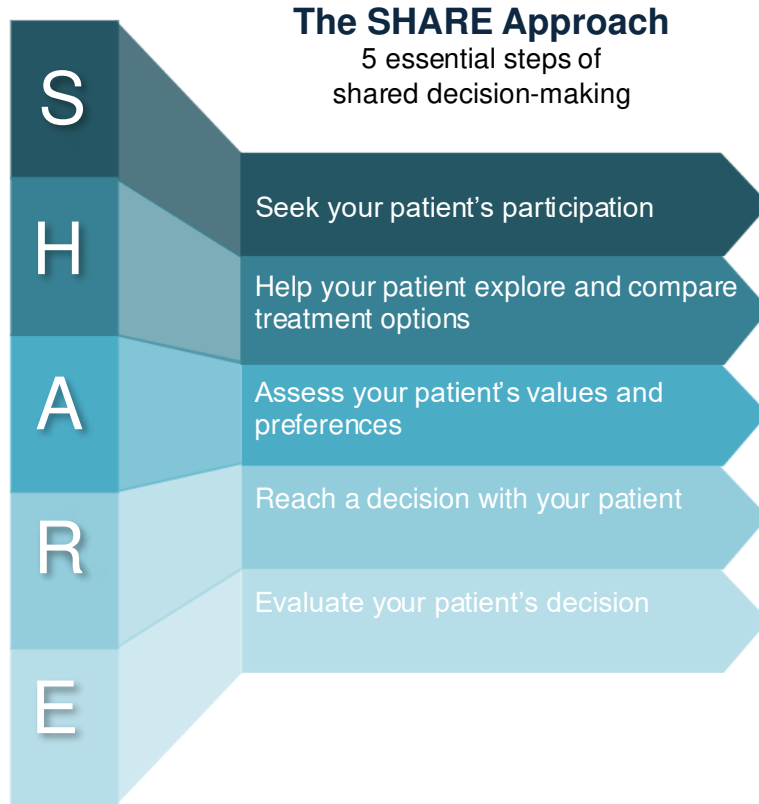 The SHARE Approach
5 essential steps of
shared decision-making
S
Seek your patient's participation
H
Help your patient explore and compare
treatment options
A
Assess your patient's values and
preferences
R
Reach a decision with your patient
E
Evaluate your patient's decision